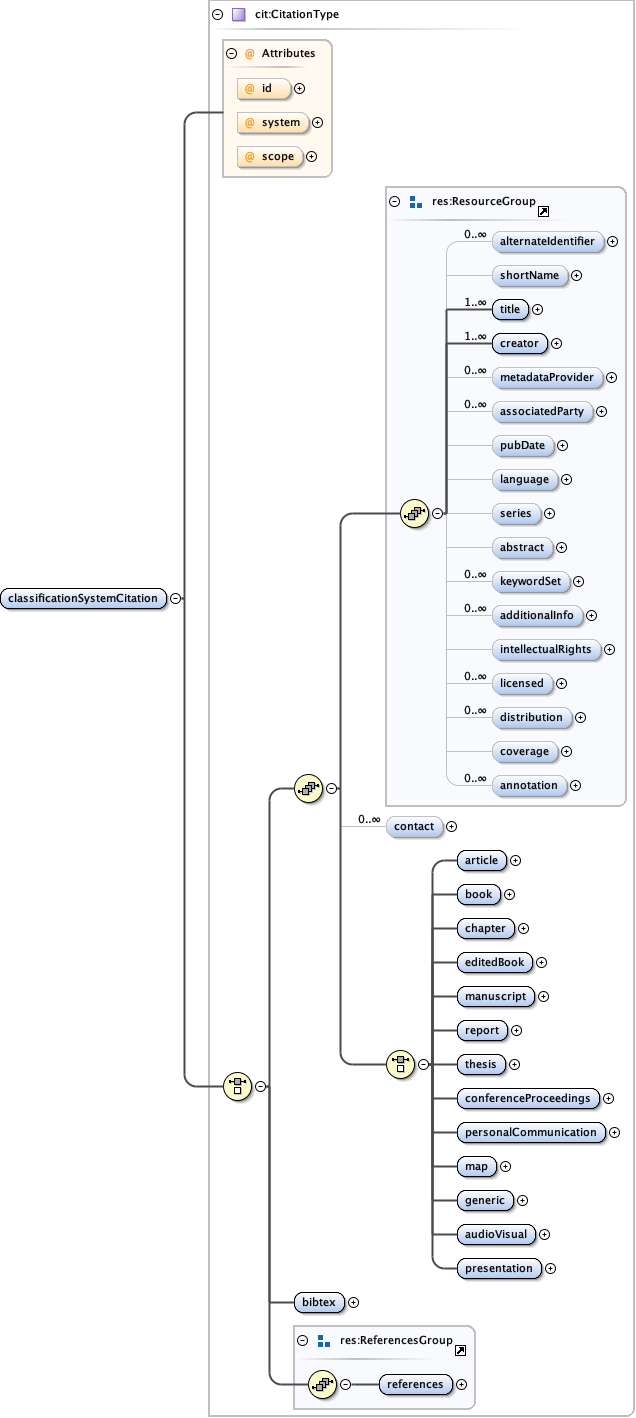 cit:CitationType
Attributes
@ id
@ system
@ scope
res:ResourceGroup
0..∞ alternateIdentifier
shortName
1..∞ title
1..∞ creator
0..∞ metadataProvider
0..∞ associatedParty
pubDate
language
series
abstract
0..∞ keywordSet
classificationSystemCitation
0..∞ additionalInfo
intellectualRights
0..∞ licensed
0..∞ distribution
coverage
0..∞ annotation
0..∞ contact
article
book
chapter
editedBook
manuscript
report
thesis
conferenceProceedings
personalCommunication
map
generic
audioVisual
presentation
bibtex
res:ReferencesGroup
references